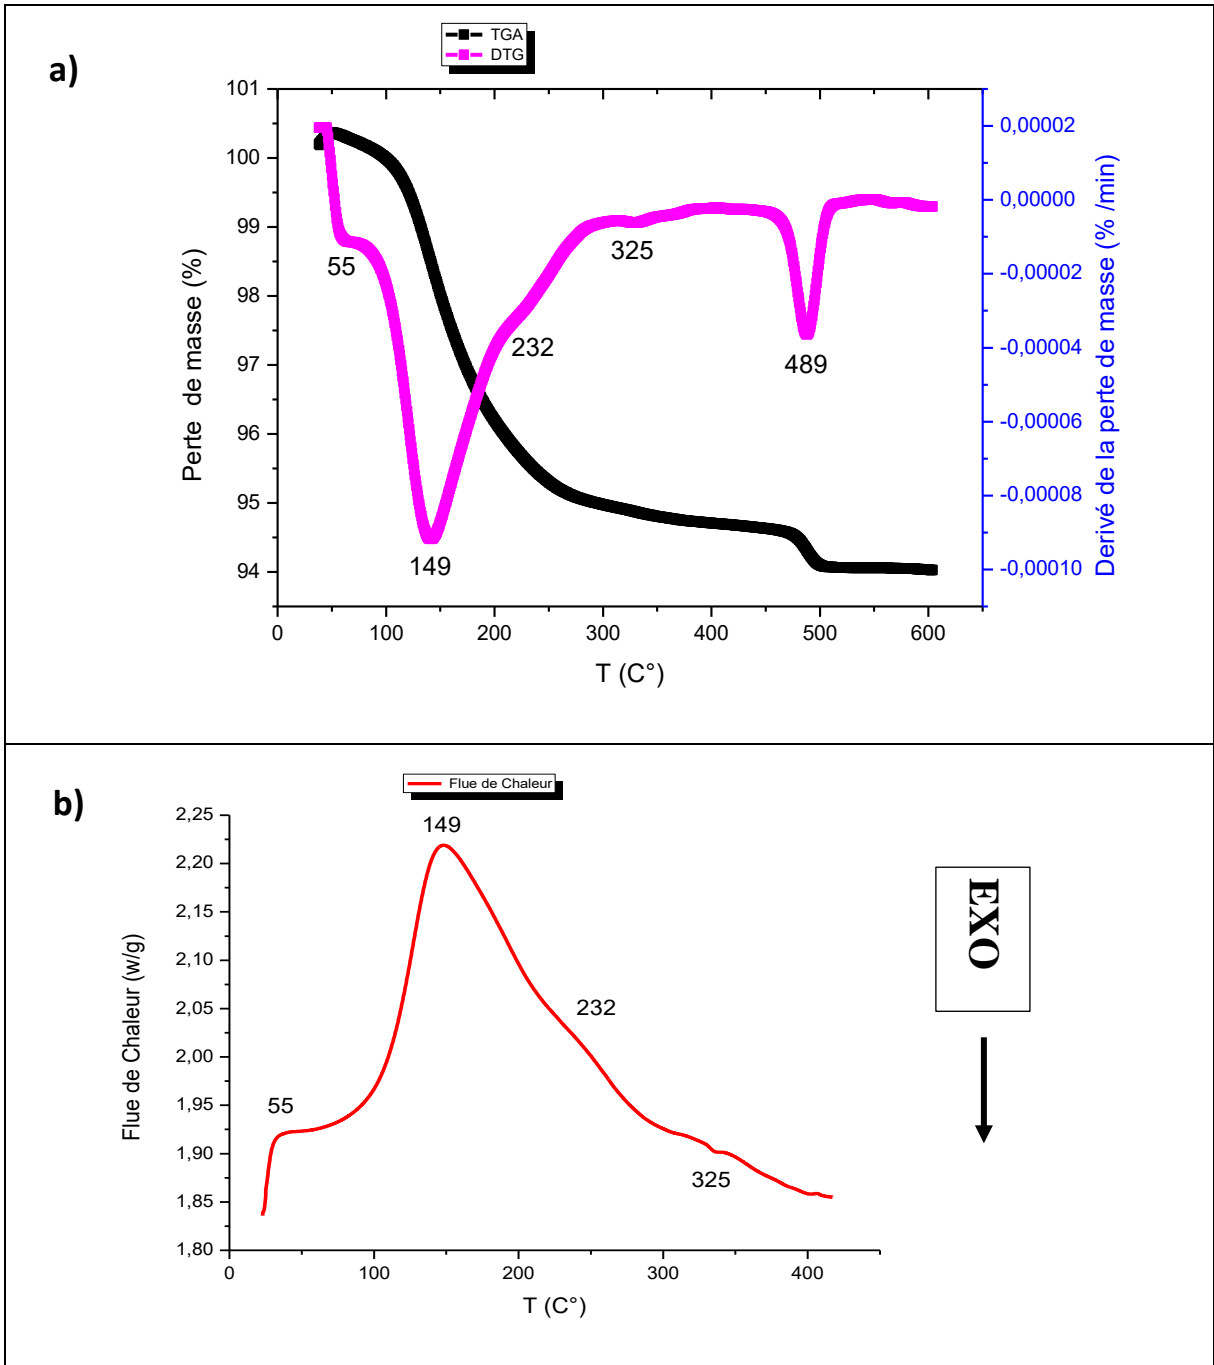 a)
TGA
DTG
101
100
99
98
97
96
95
94
Perte de masse (%)
0,00002
0,00000
-0,00002
-0,00004
-0,00006
-0,00008
-0,00010
Derivé de la perte de masse (% /min)
55
325
232
489
149
0 100 200 300 400 500 600
T (C°)
b)
Flue de Chaleur
2,25
2,20
2,15
2,10
2,05
2,00
1,95
1,90
1,85
1,80
Flue de Chaleur (w/g)
149
232
55
325
0 100 200 300 400
T (C°)
EXO